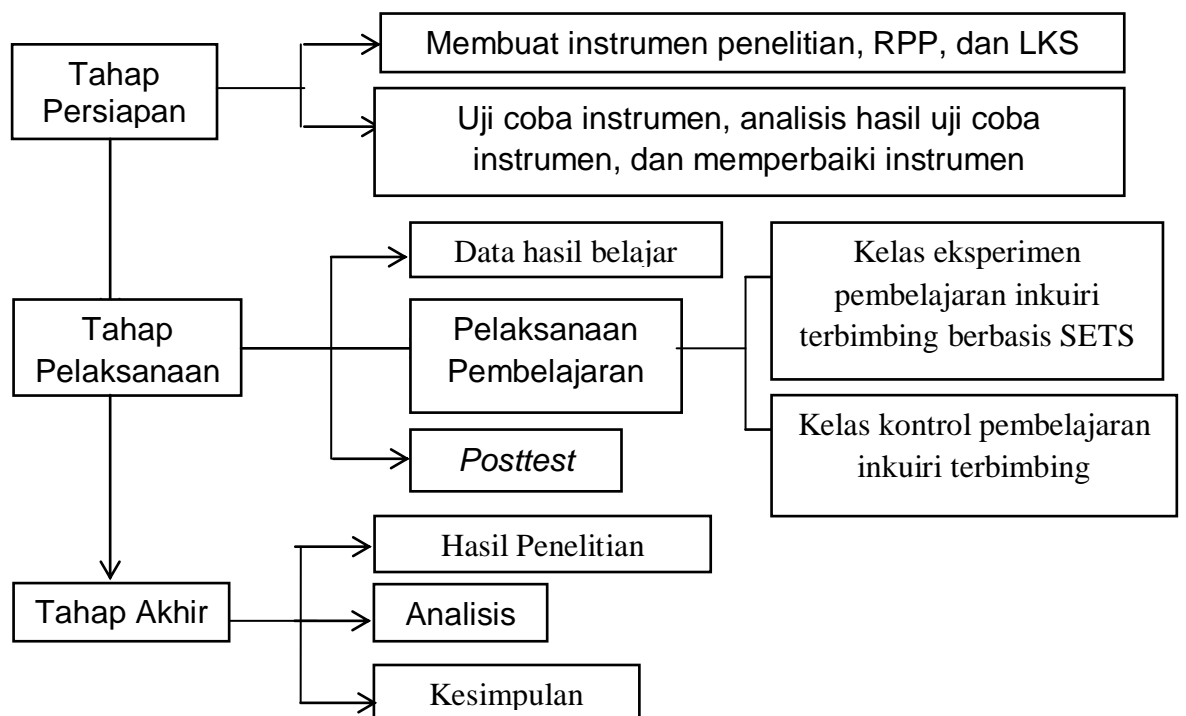 Tahap
Persiapan
Membuat instrumen penelitian, RPP, dan LKS
Uji coba instrumen, analisis hasil uji coba
instrumen, dan memperbaiki instrumen
Tahap
Pelaksanaan
Data hasil belajar
Pelaksanaan
Pembelajaran
Posttest
Kelas eksperimen
pembelajaran inkuiri
terbimbing berbasis SETS
Kelas kontrol pembelajaran
inkuiri terbimbing
Tahap Akhir
Hasil Penelitian
Analisis
Kesimpulan